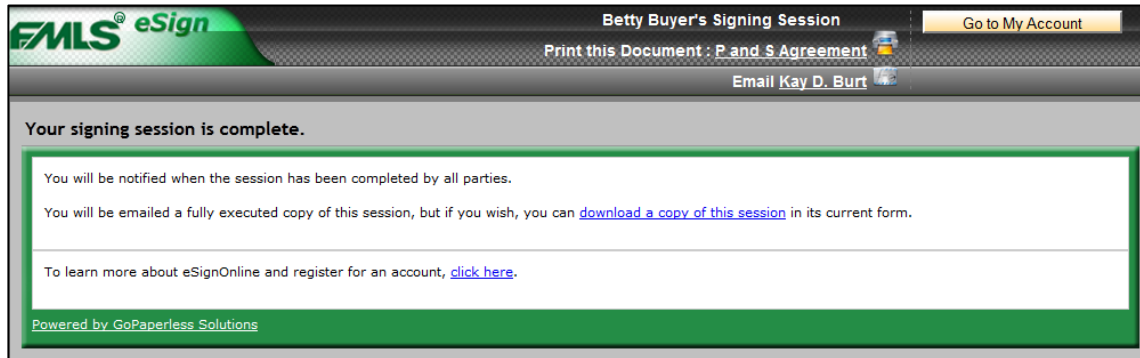 FMLS® eSign
Betty Buyer's Signing Session
Go to My Account
Print this Document : P and S Agreement
Email Kay D. Burt
Your signing session is complete.
You will be notified when the session has been completed by all parties.
You will be emailed a fully executed copy of this session, but if you wish, you can download a copy of this session in its current form.
To learn more about eSignOnline and register for an account, click here.
Powered by GoPaperless Solutions